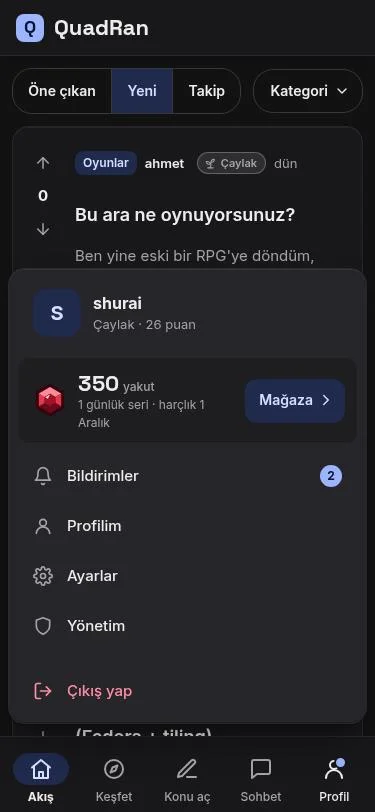 Q QuadRan
Öne çıkan Yeni Takip Kategori
Oyunlar ahmet Çaylak dün
0
Bu ara ne oynuyorsunuz?
Ben yine eski bir RPG'ye döndüm,
S shurai
Çaylak · 26 puan
350 yakut
1 günlük seri · harçlık 1
Aralık
Mağaza
Bildirimler 2
Profilim
Ayarlar
Yönetim
Çıkış yap
(Fedora + tiling)
Akış Keşfet Konu aç Sohbet Profil